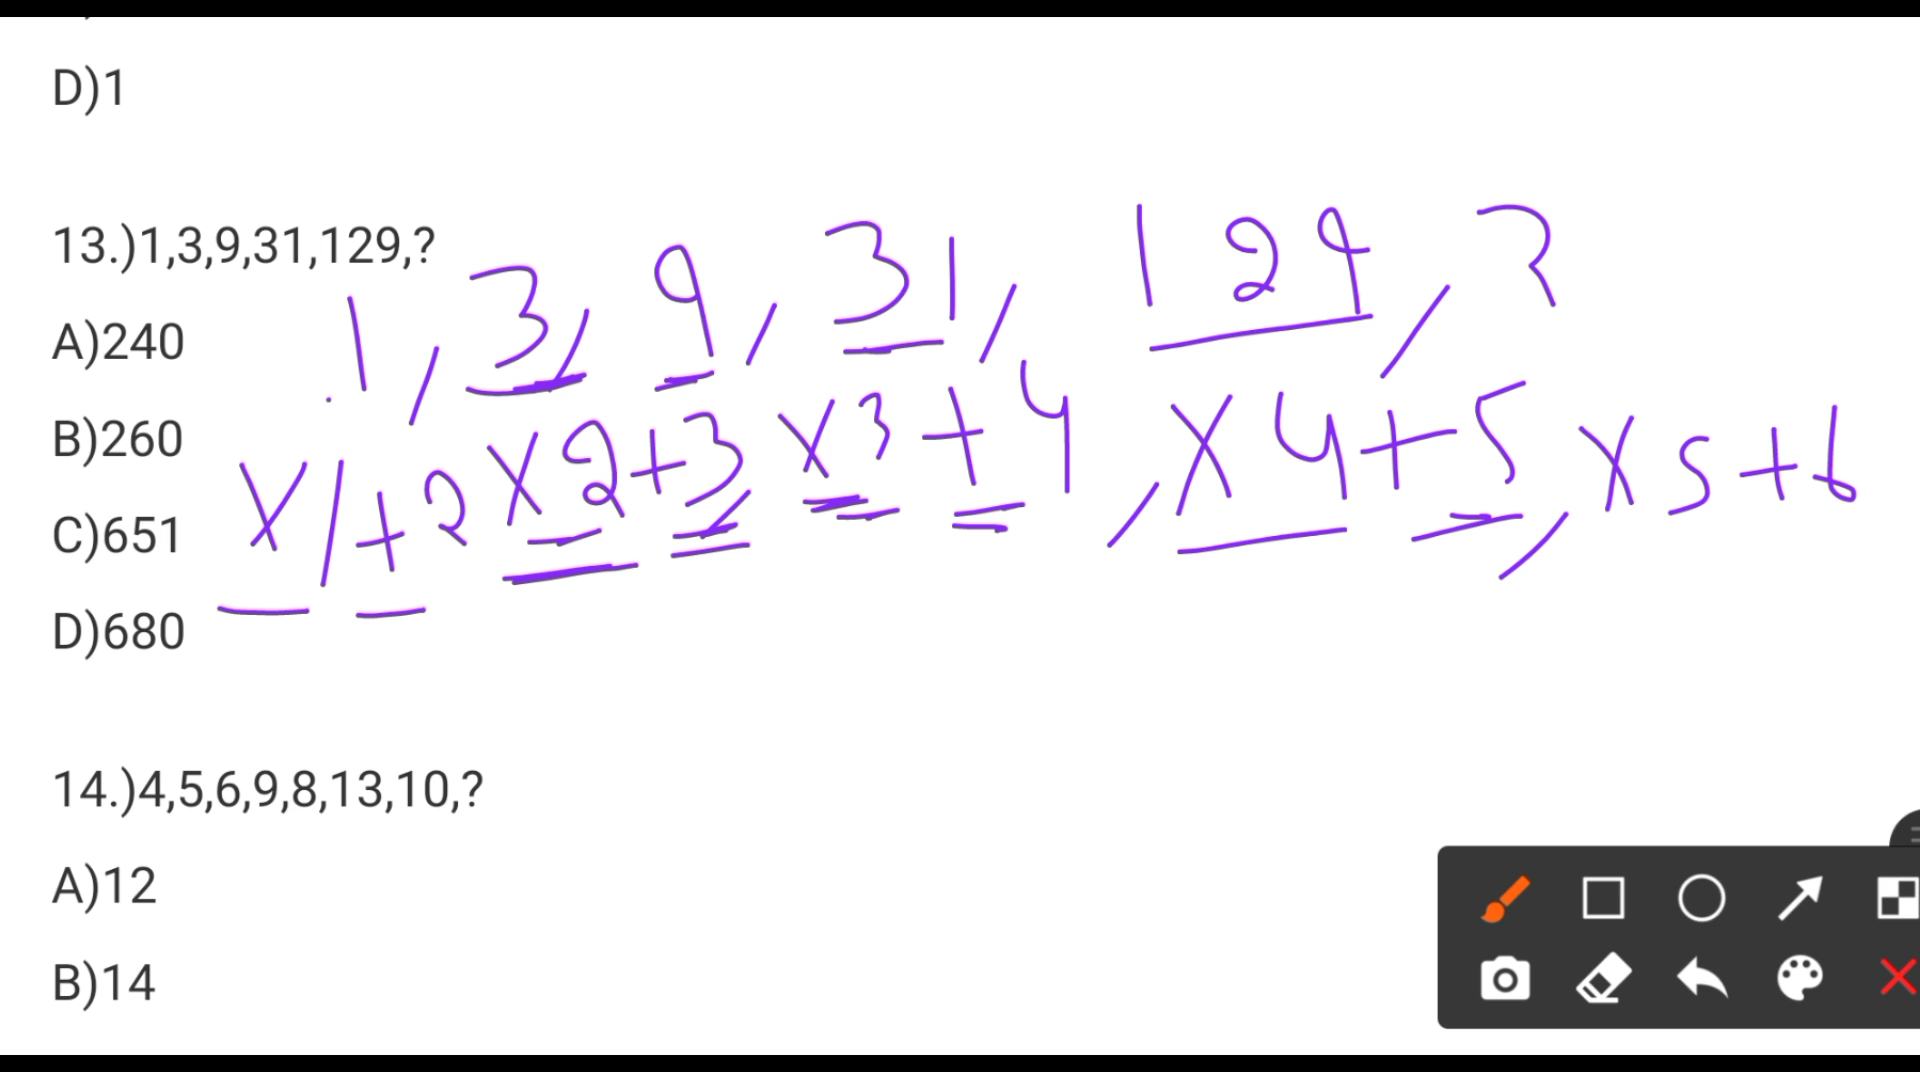 D)1
13.)1,3,9,31,129,?
1, 3, 9, 31, 129, ?
A)240
B)260
x1+2 x2+3 x3+4, x4+5, x5+6
C)651
D)680
14.)4,5,6,9,8,13,10,?
A)12
B)14